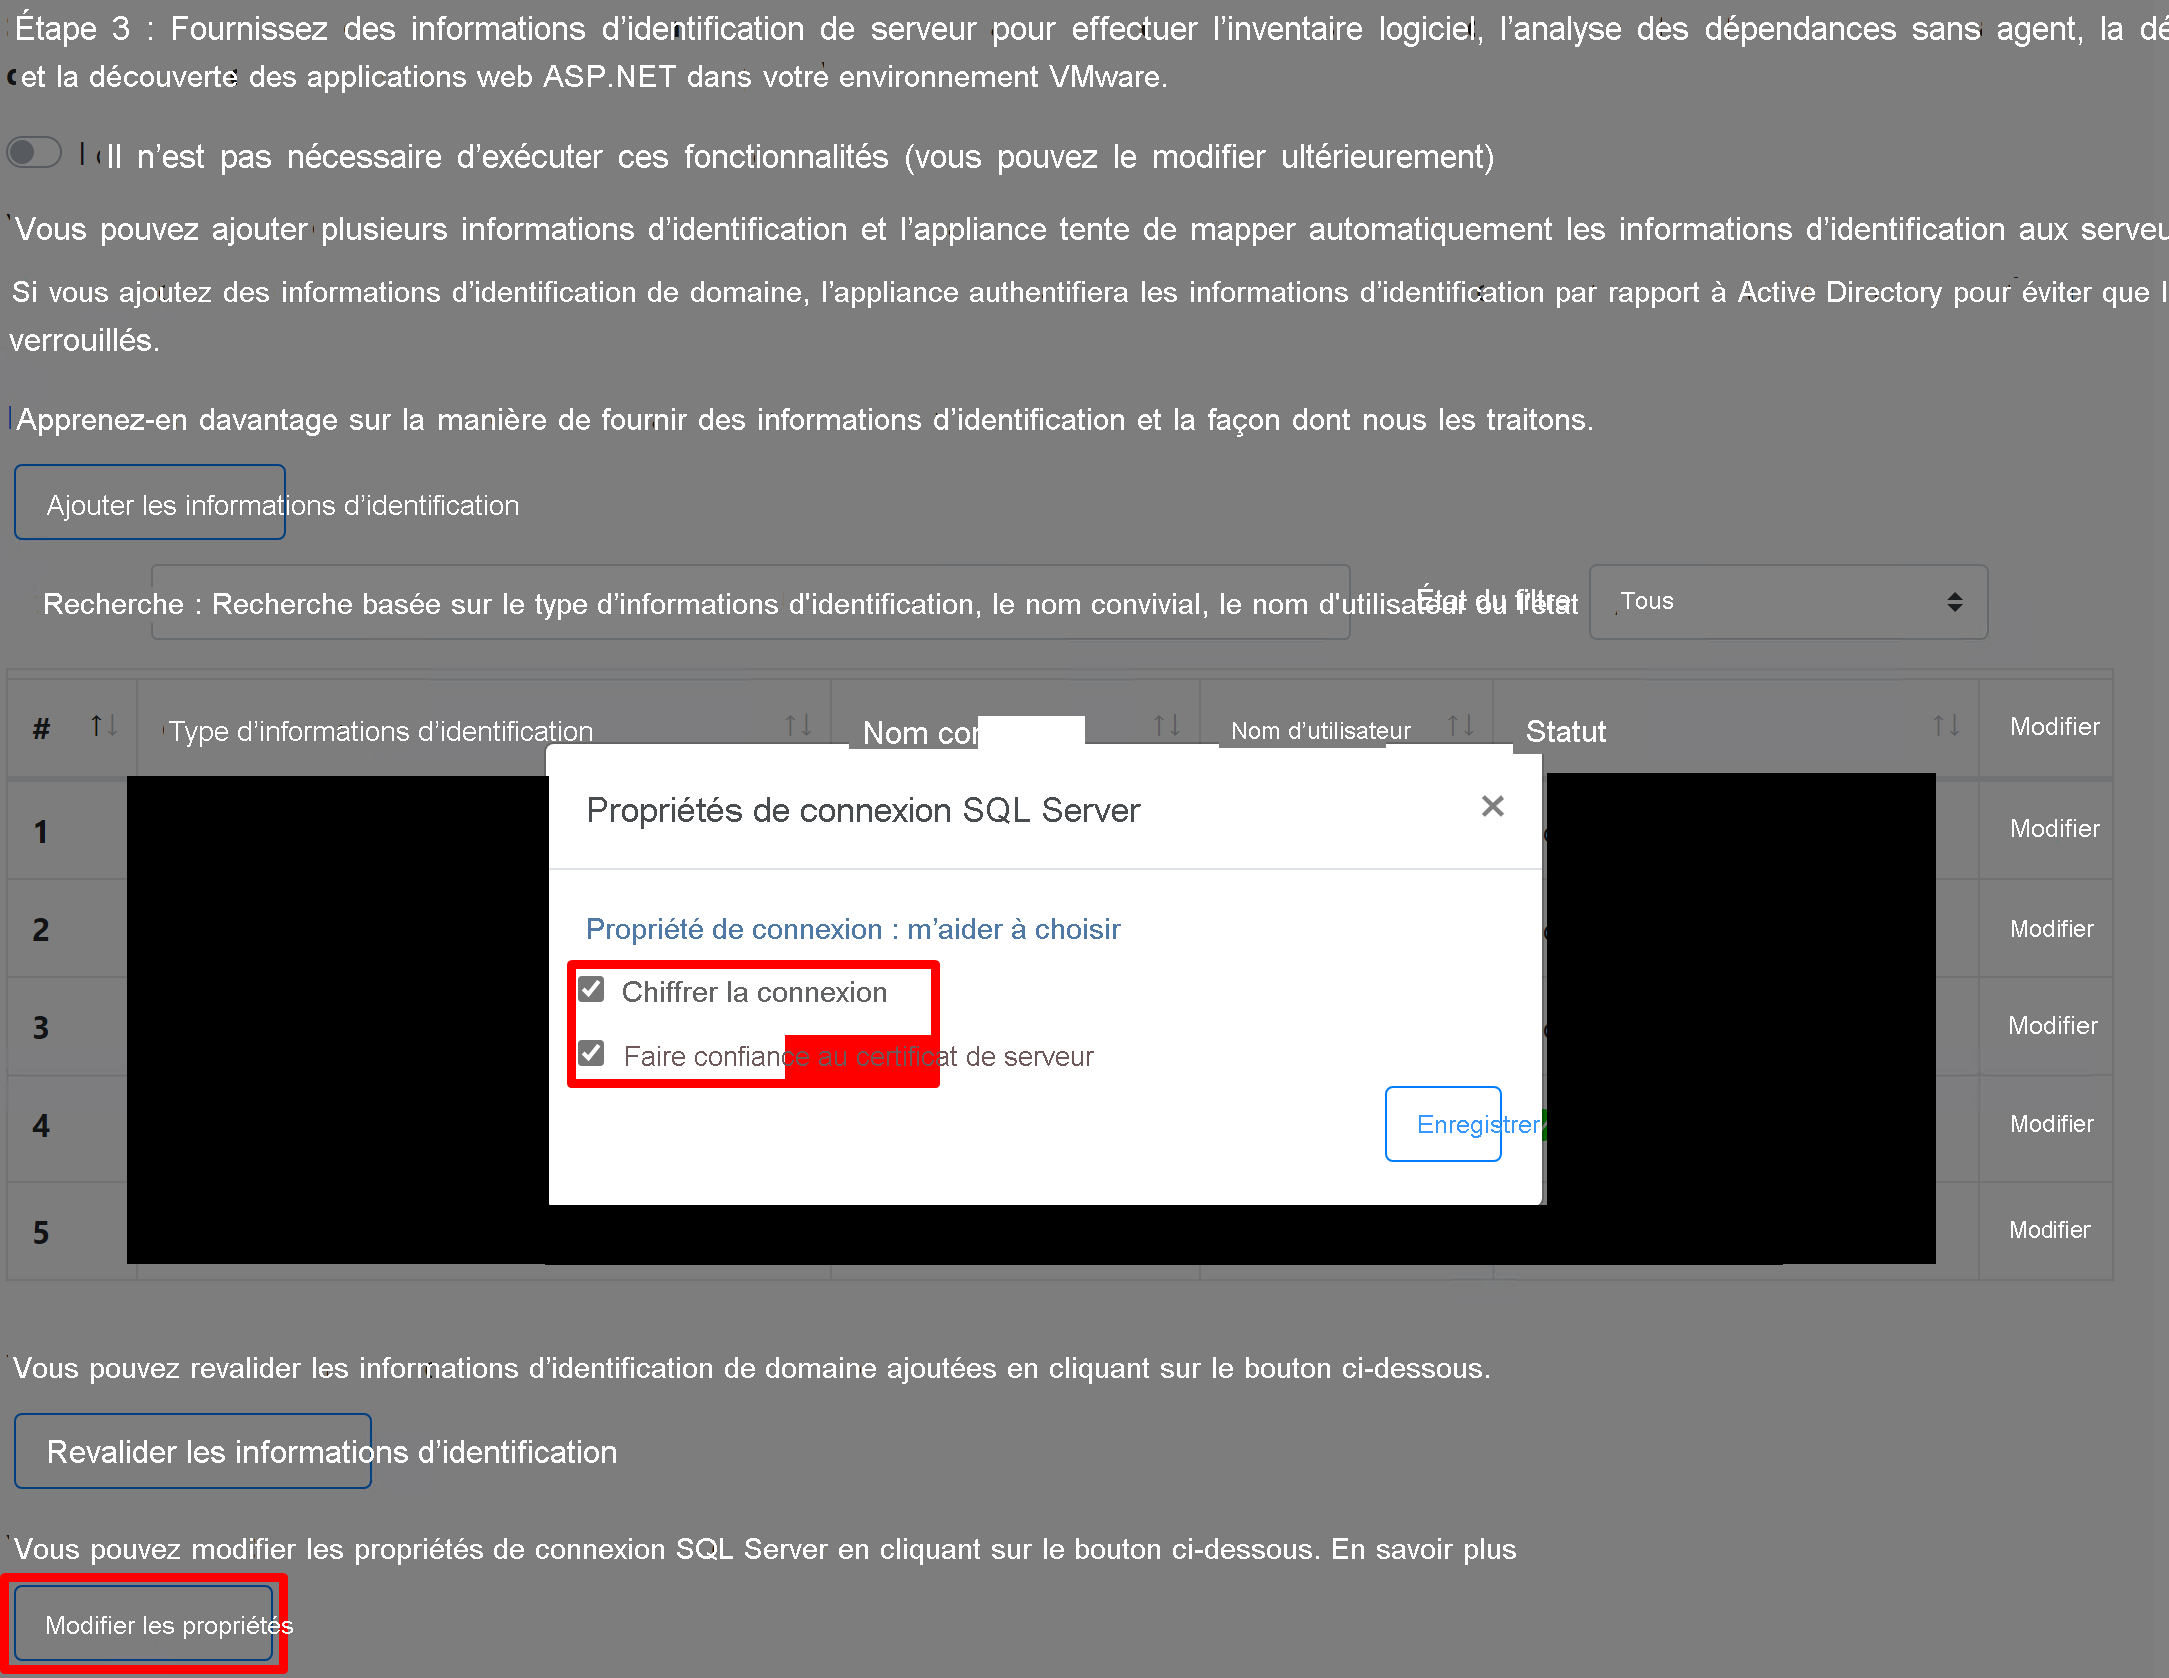 Étape 3 : Fournissez des informations d’identification de serveur pour effectuer l’inventaire logiciel, l’analyse des dépendances sans agent, la
et la découverte des applications web ASP.NET dans votre environnement VMware.
Il n’est pas nécessaire d’exécuter ces fonctionnalités (vous pouvez le modifier ultérieurement)
Vous pouvez ajouter plusieurs informations d’identification et l’appliance tente de mapper automatiquement les informations d’identification aux
Si vous ajoutez des informations d’identification de domaine, l’appliance authentifiera les informations d’identification par rapport à Active Directory pour éviter que
verrouillés.
Apprenez-en davantage sur la manière de fournir des informations d’identification et la façon dont nous les traitons.
Ajouter les informations d’identification
Recherche : Recherche basée sur le type d’informations d'identification, le nom convivial, le nom d'utilisateur ou l'état
État du filtre
Tous
# Type d’informations d’identification Nom Nom d’utilisateur Statut Modifier
1 Modifier
2 Modifier
3 Modifier
4 Modifier
5 Modifier
Propriétés de connexion SQL Server ×
Propriété de connexion : m’aider à choisir
Chiffrer la connexion
Faire confiance au certificat de serveur
Enregistrer
Vous pouvez revalider les informations d’identification de domaine ajoutées en cliquant sur le bouton ci-dessous.
Revalider les informations d’identification
Vous pouvez modifier les propriétés de connexion SQL Server en cliquant sur le bouton ci-dessous. En savoir plus
Modifier les propriétés